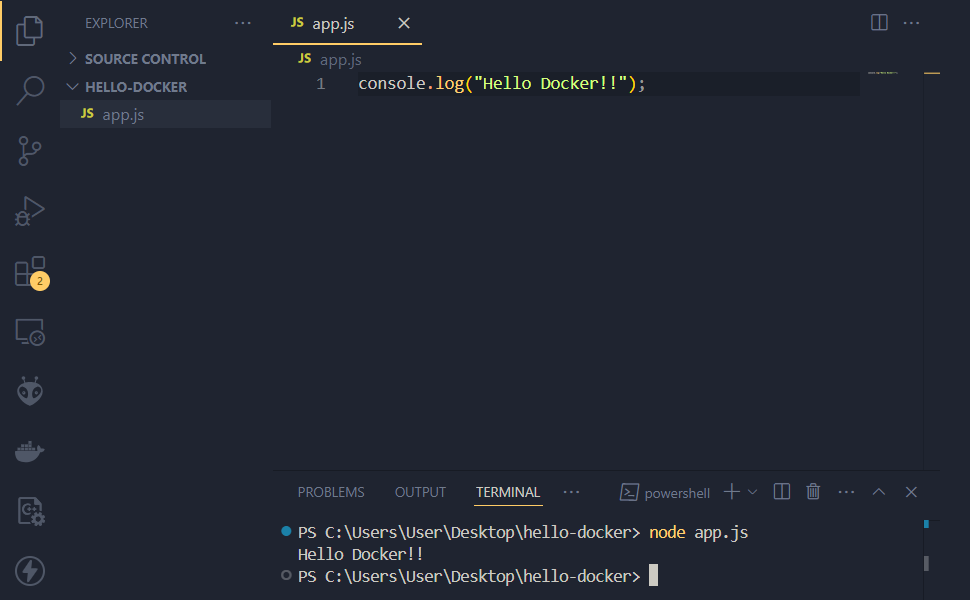 EXPLORER
SOURCE CONTROL
HELLO-DOCKER
JS app.js
2
JS app.js
JS app.js
1 console.log("Hello Docker!!");
PROBLEMS OUTPUT TERMINAL powershell
PS C:\Users\User\Desktop\hello-docker> node app.js
Hello Docker!!
PS C:\Users\User\Desktop\hello-docker>